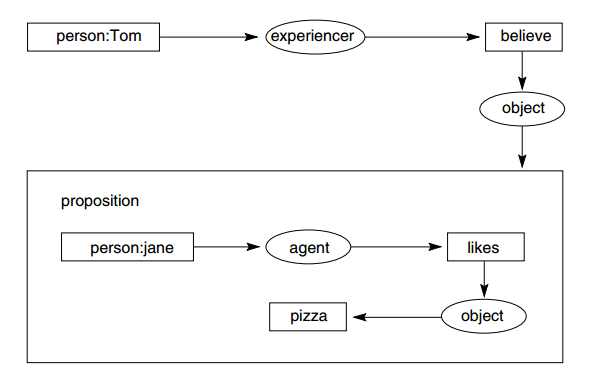 person:Tom experiencer believe
object
proposition
person:jane agent likes
pizza object